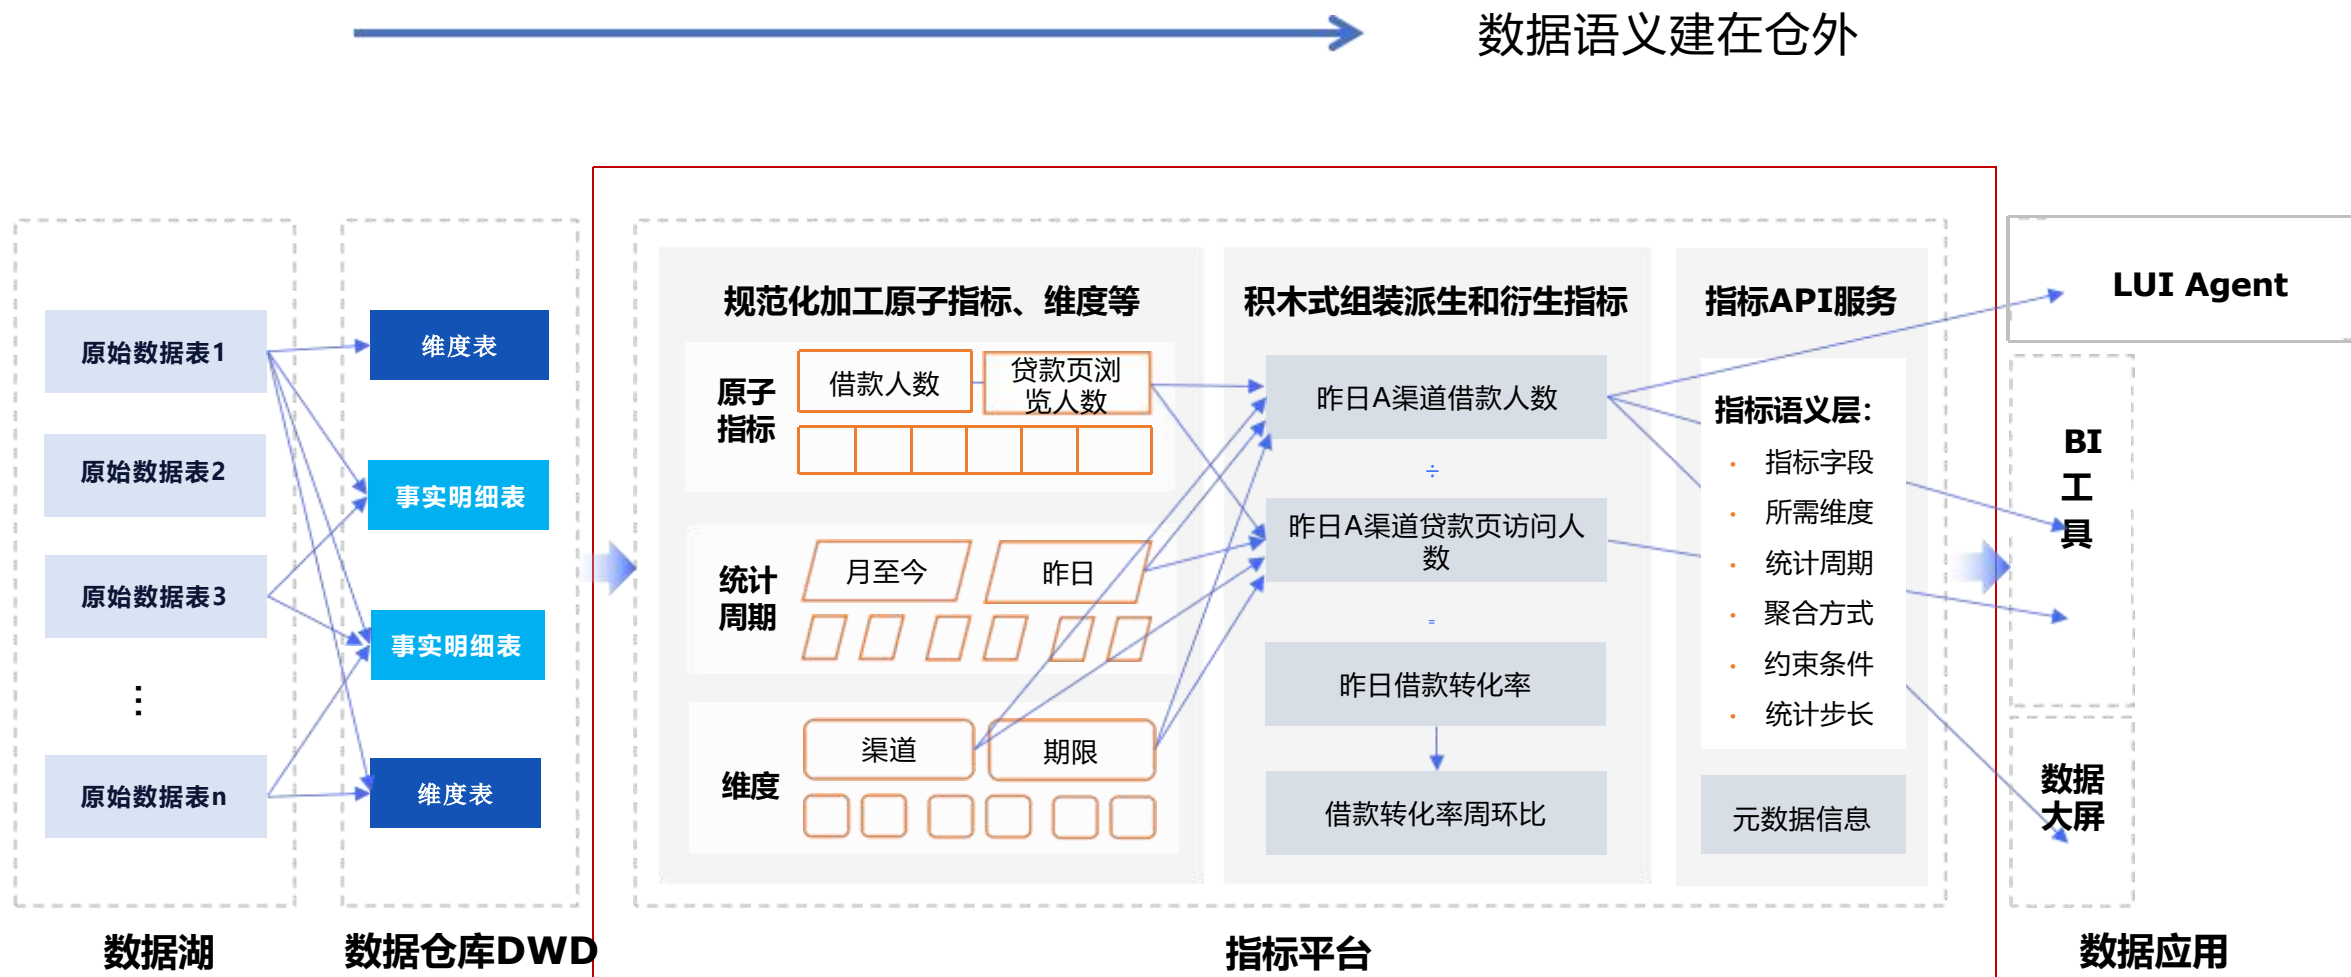 数据语义建在仓外
原始数据表1
原始数据表2
原始数据表3
...
原始数据表n
数据湖
维度表
事实明细表
事实明细表
维度表
数据仓库DWD
规范化加工原子指标、维度等
原子
指标
借款人数
贷款页浏
览人数
统计
周期
月至今
昨日
维度
渠道
期限
积木式组装派生和衍生指标
昨日A渠道借款人数
÷
昨日A渠道贷款页访问人
数
=
昨日借款转化率
借款转化率周环比
指标API服务
指标语义层：
· 指标字段
· 所需维度
· 统计周期
· 聚合方式
· 约束条件
· 统计步长
元数据信息
指标平台
LUI Agent
BI
工
具
数据
大屏
数据应用